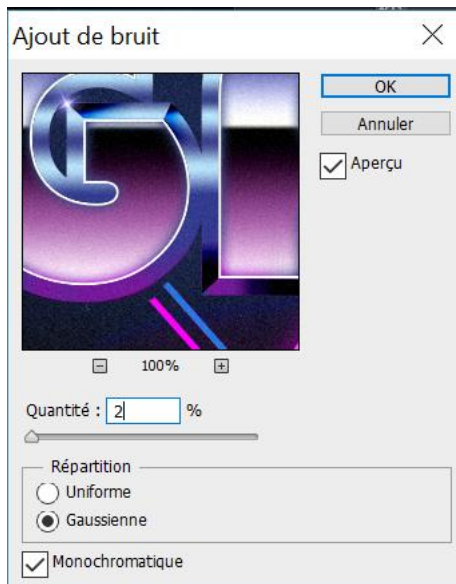 Ajout de bruit
OK
Annuler
Aperçu
100%
Quantité : 2 %
Répartition
Uniforme
Gaussienne
Monochromatique